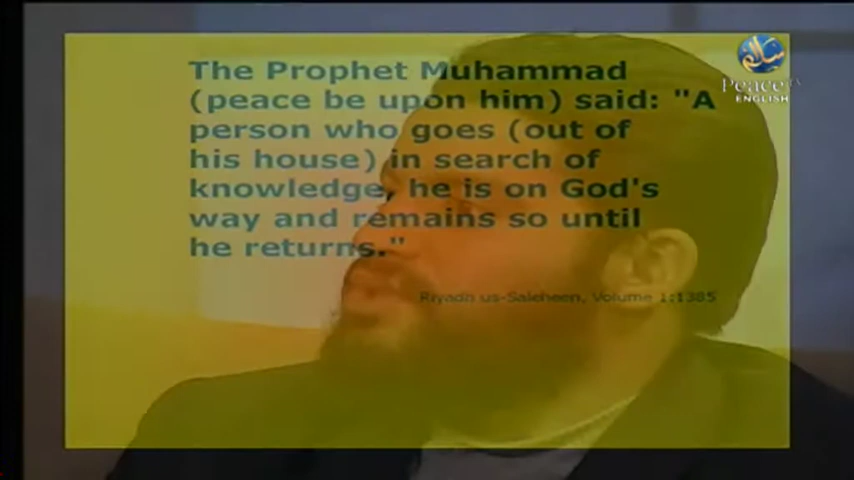 The Prophet Muhammad
(peace be upon him) said: "A
person who goes (out of
his house) in search of
knowledge, he is on God's
way and remains so until
he returns."
Riyadh us-Saleheen, Volume 1:1385
سلام
Peace TV
ENGLISH